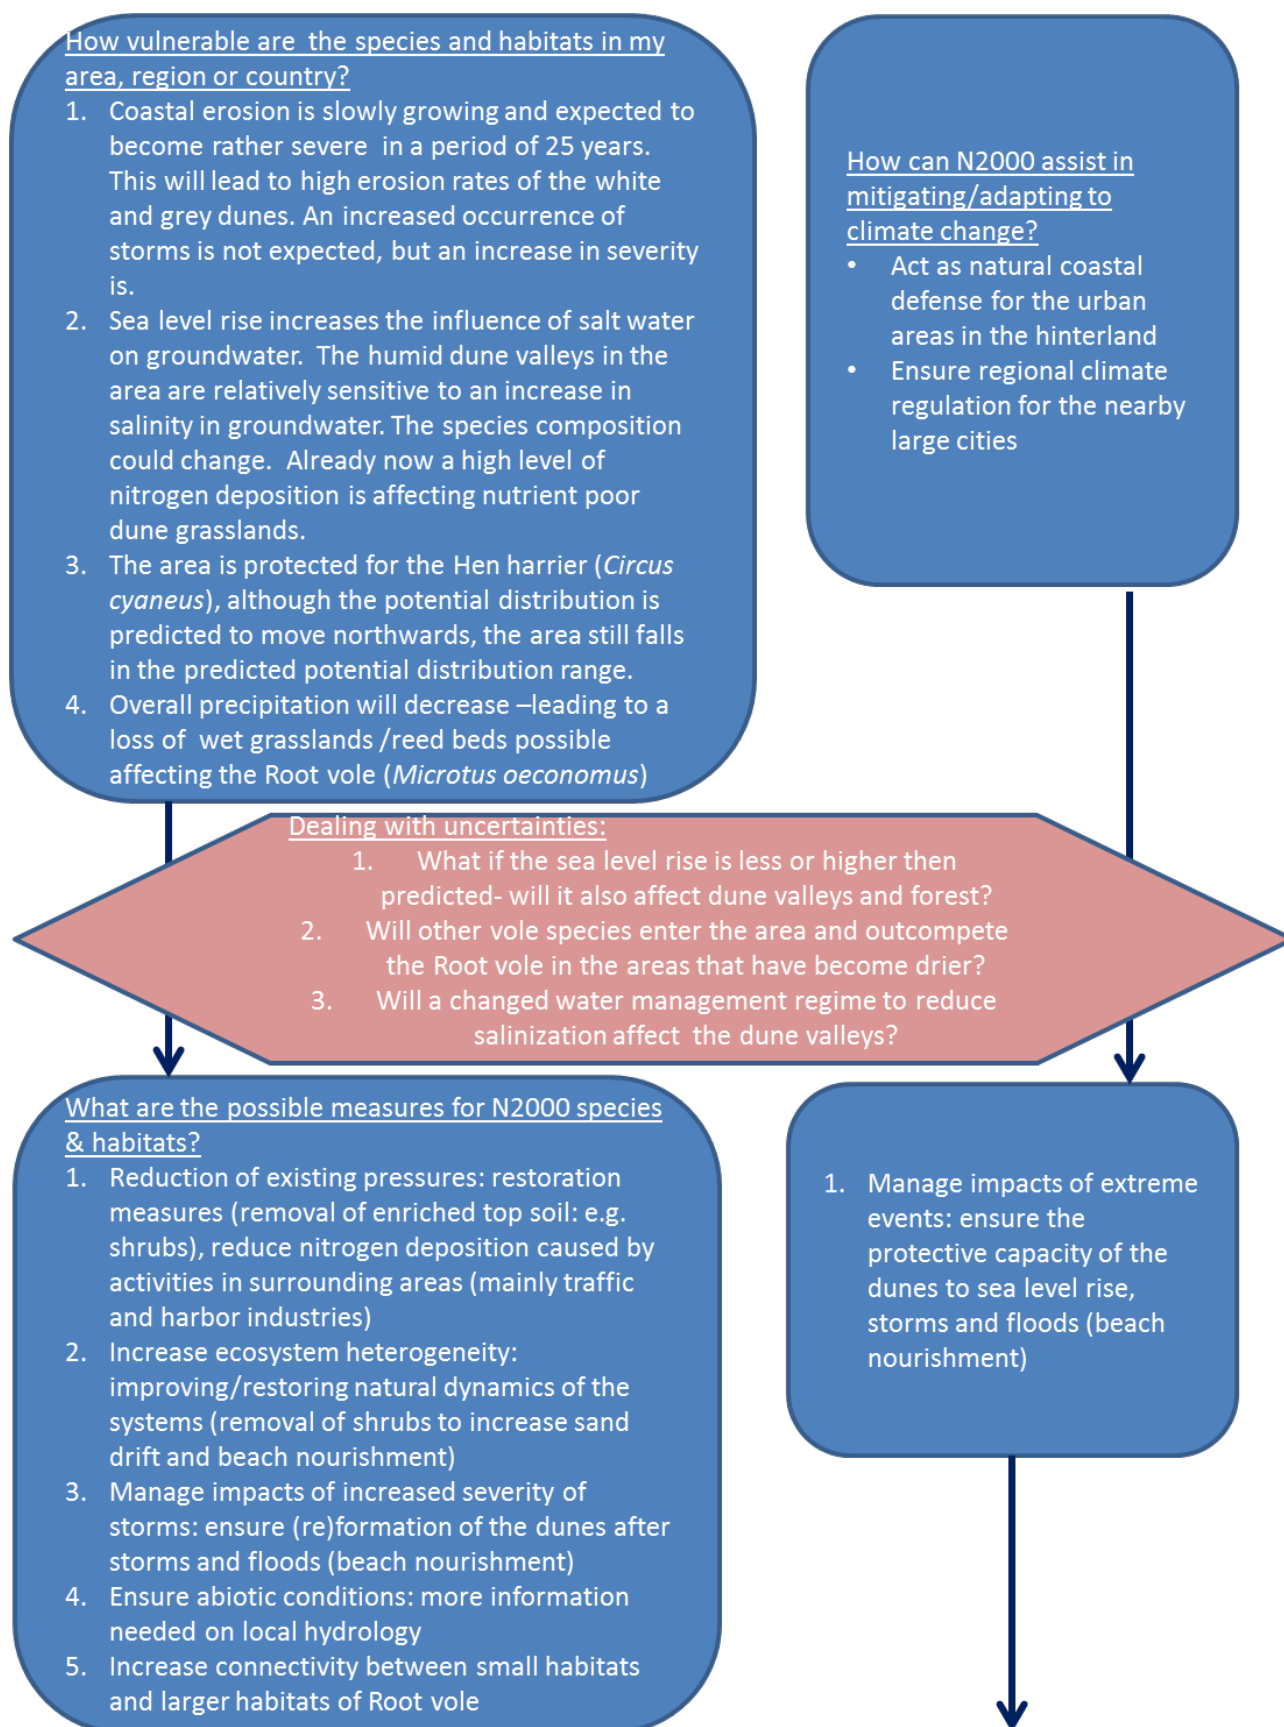 How vulnerable are  the species and habitats in my
area, region or country?
1. Coastal erosion is slowly growing and expected to
become rather severe  in a period of 25 years.
This will lead to high erosion rates of the white
and grey dunes. An increased occurrence of
storms is not expected, but an increase in severity
is.
2. Sea level rise increases the influence of salt water
on groundwater.  The humid dune valleys in the
area are relatively sensitive to an increase in
salinity in groundwater. The species composition
could change.  Already now a high level of
nitrogen deposition is affecting nutrient poor
dune grasslands.
3. The area is protected for the Hen harrier (Circus
cyaneus), although the potential distribution is
predicted to move northwards, the area still falls
in the predicted potential distribution range.
4. Overall precipitation will decrease –leading to a
loss of  wet grasslands /reed beds possible
affecting the Root vole (Microtus oeconomus)
How can N2000 assist in
mitigating/adapting to
climate change?
• Act as natural coastal
defense for the urban
areas in the hinterland
• Ensure regional climate
regulation for the nearby
large cities
Dealing with uncertainties:
1. What if the sea level rise is less or higher then
predicted- will it also affect dune valleys and forest?
2. Will other vole species enter the area and outcompete
the Root vole in the areas that have become drier?
3. Will a changed water management regime to reduce
salinization affect  the dune valleys?
What are the possible measures for N2000 species
& habitats?
1. Reduction of existing pressures: restoration
measures (removal of enriched top soil: e.g.
shrubs), reduce nitrogen deposition caused by
activities in surrounding areas (mainly traffic
and harbor industries)
2. Increase ecosystem heterogeneity:
improving/restoring natural dynamics of the
systems (removal of shrubs to increase sand
drift and beach nourishment)
3. Manage impacts of increased severity of
storms: ensure (re)formation of the dunes after
storms and floods (beach nourishment)
4. Ensure abiotic conditions: more information
needed on local hydrology
5. Increase connectivity between small habitats
and larger habitats of Root vole
1. Manage impacts of extreme
events: ensure the
protective capacity of the
dunes to sea level rise,
storms and floods (beach
nourishment)